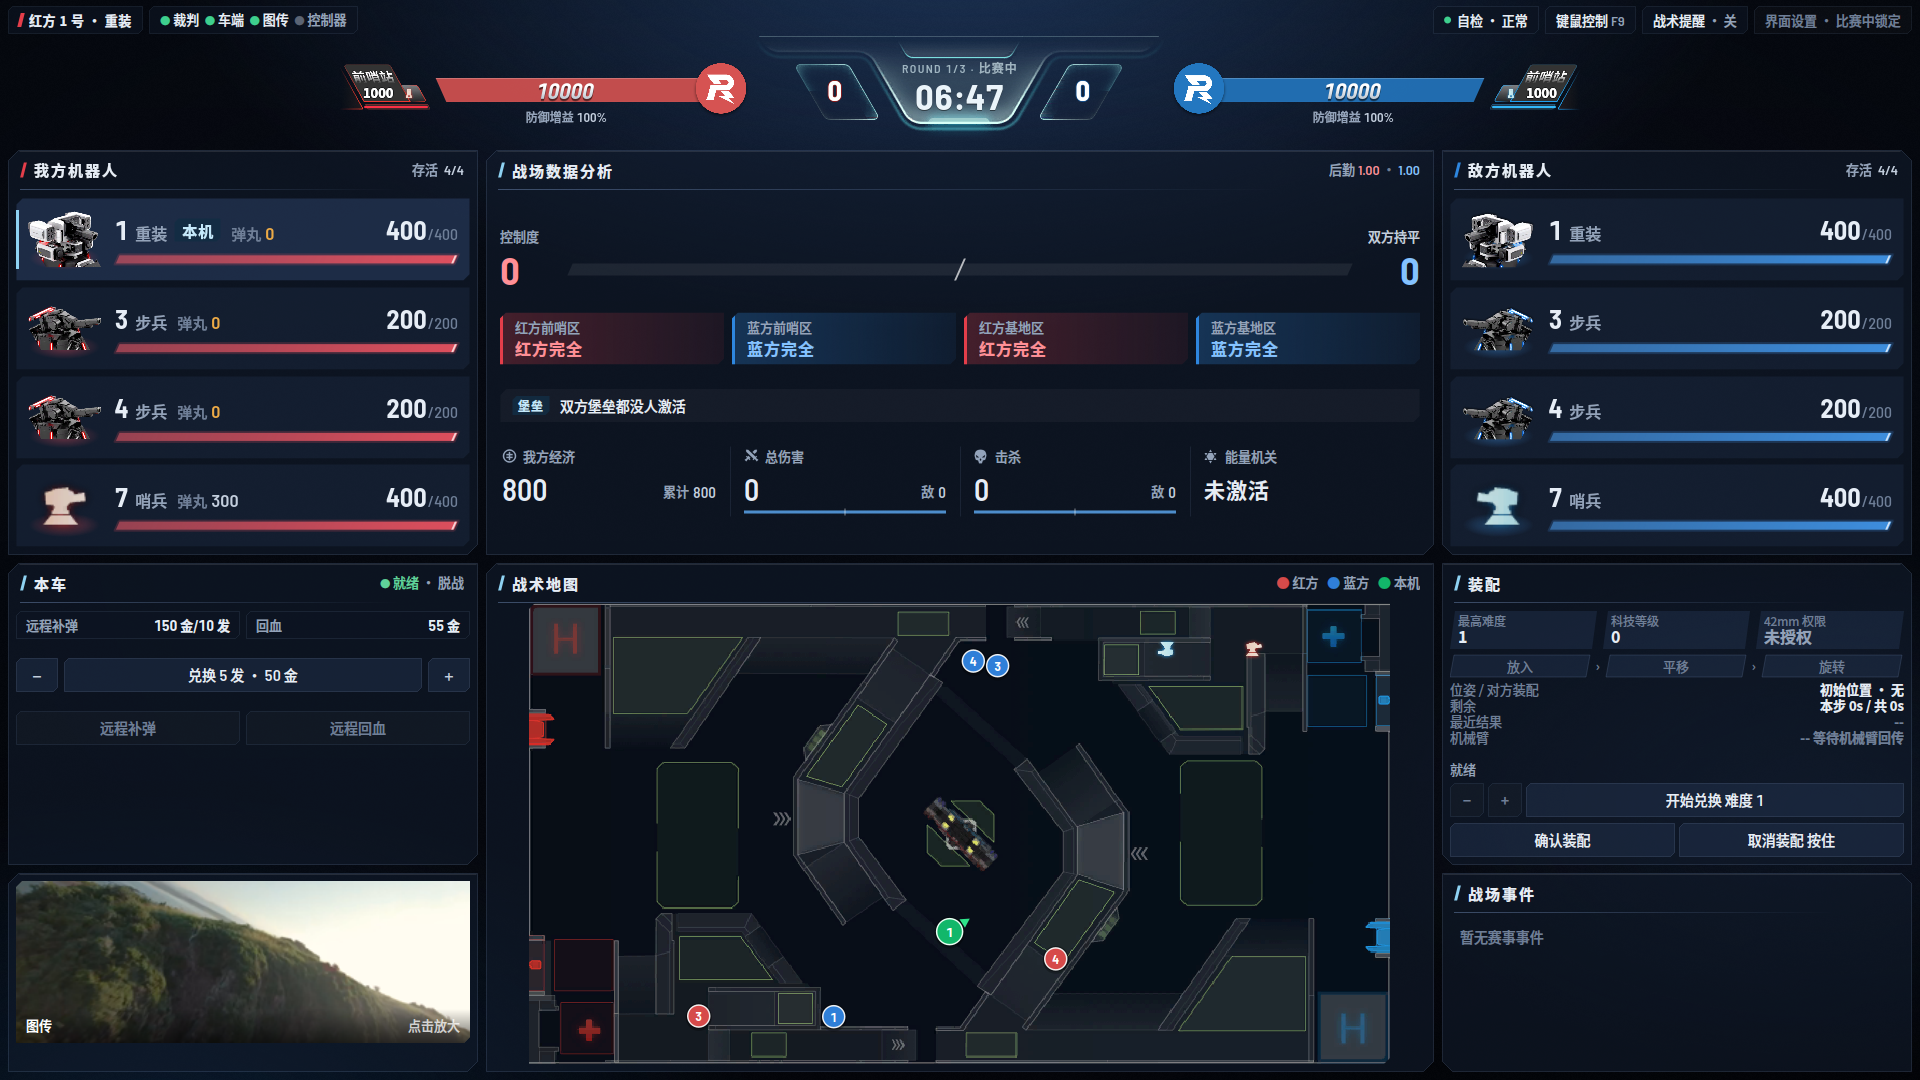 红方 1 号 · 重装
裁判 车端 图传 控制器
自检 · 正常
键鼠控制 F9
战术提醒 · 关
界面设置 · 比赛中锁定
前哨站
1000
10000
防御增益 100%
0
ROUND 1/3 · 比赛中
06:47
0
10000
防御增益 100%
前哨站
1000
我方机器人
存活 4/4
1 重装 本机 弹丸 0
400/400
3 步兵 弹丸 0
200/200
4 步兵 弹丸 0
200/200
7 哨兵 弹丸 300
400/400
战场数据分析
后勤 1.00 · 1.00
控制度
双方持平
0
0
红方前哨区
红方完全
蓝方前哨区
蓝方完全
红方基地区
红方完全
蓝方基地区
蓝方完全
堡垒 双方堡垒都没人激活
我方经济
800
累计 800
总伤害
0
敌 0
击杀
0
敌 0
能量机关
未激活
敌方机器人
存活 4/4
1 重装
400/400
3 步兵
200/200
4 步兵
200/200
7 哨兵
400/400
本车
就绪 · 脱战
远程补弹 150 金/10 发
回血 55 金
− 兑换 5 发 · 50 金 +
远程补弹
远程回血
图传
点击放大
战术地图
红方 蓝方 本机
H
4
3
1
4
3
1
H
装配
最高难度
1
科技等级
0
42mm 权限
未授权
放入 › 平移 › 旋转
位姿 / 对方装配 初始位置 · 无
剩余 本步 0s / 共 0s
最近结果 --
机械臂 -- 等待机械臂回传
就绪
− + 开始兑换 难度 1
确认装配
取消装配 按住
战场事件
暂无赛事事件